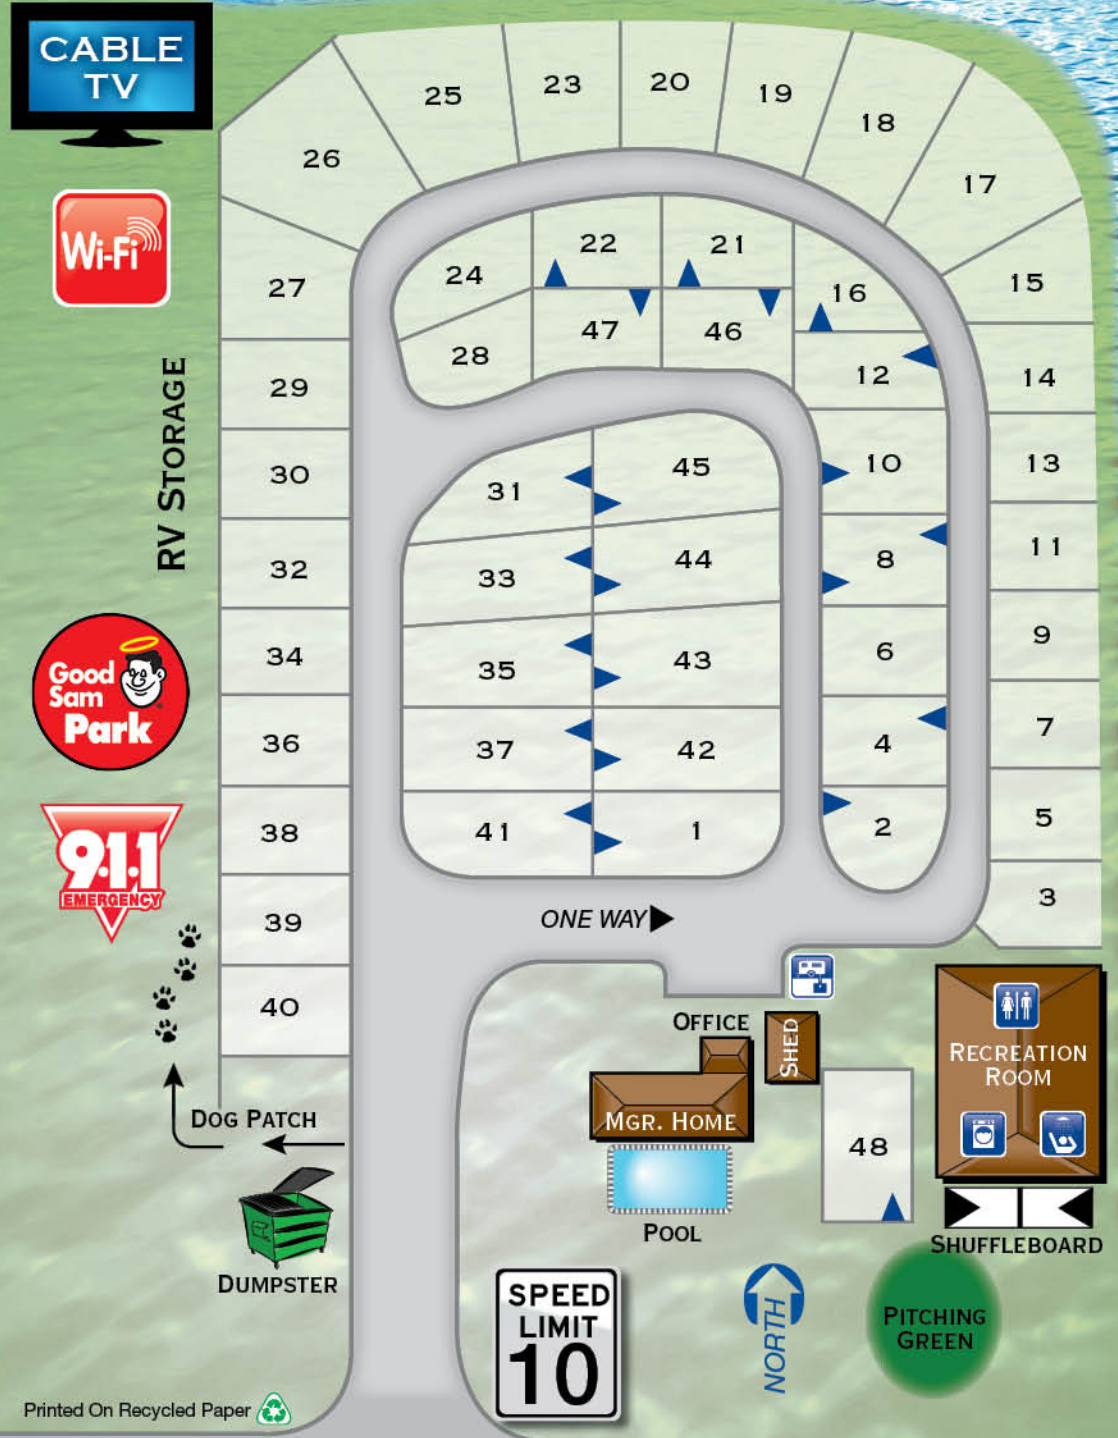 CABLE
TV
25
23
20
19
18
26
17
Wi-Fi
22
21
24
27
15
16
47
46
28
12
14
29
RV STORAGE
45
10
13
30
31
11
44
8
32
33
9
6
34
43
35
Good
Sam
Park
7
36
37
42
4
5
38
41
1
2
9-1-1
EMERGENCY
3
39
ONE WAY
40
OFFICE
SHED
RECREATION
ROOM
DOG PATCH
MGR. HOME
48
POOL
SHUFFLEBOARD
DUMPSTER
SPEED
LIMIT
10
NORTH
PITCHING
GREEN
Printed On Recycled Paper